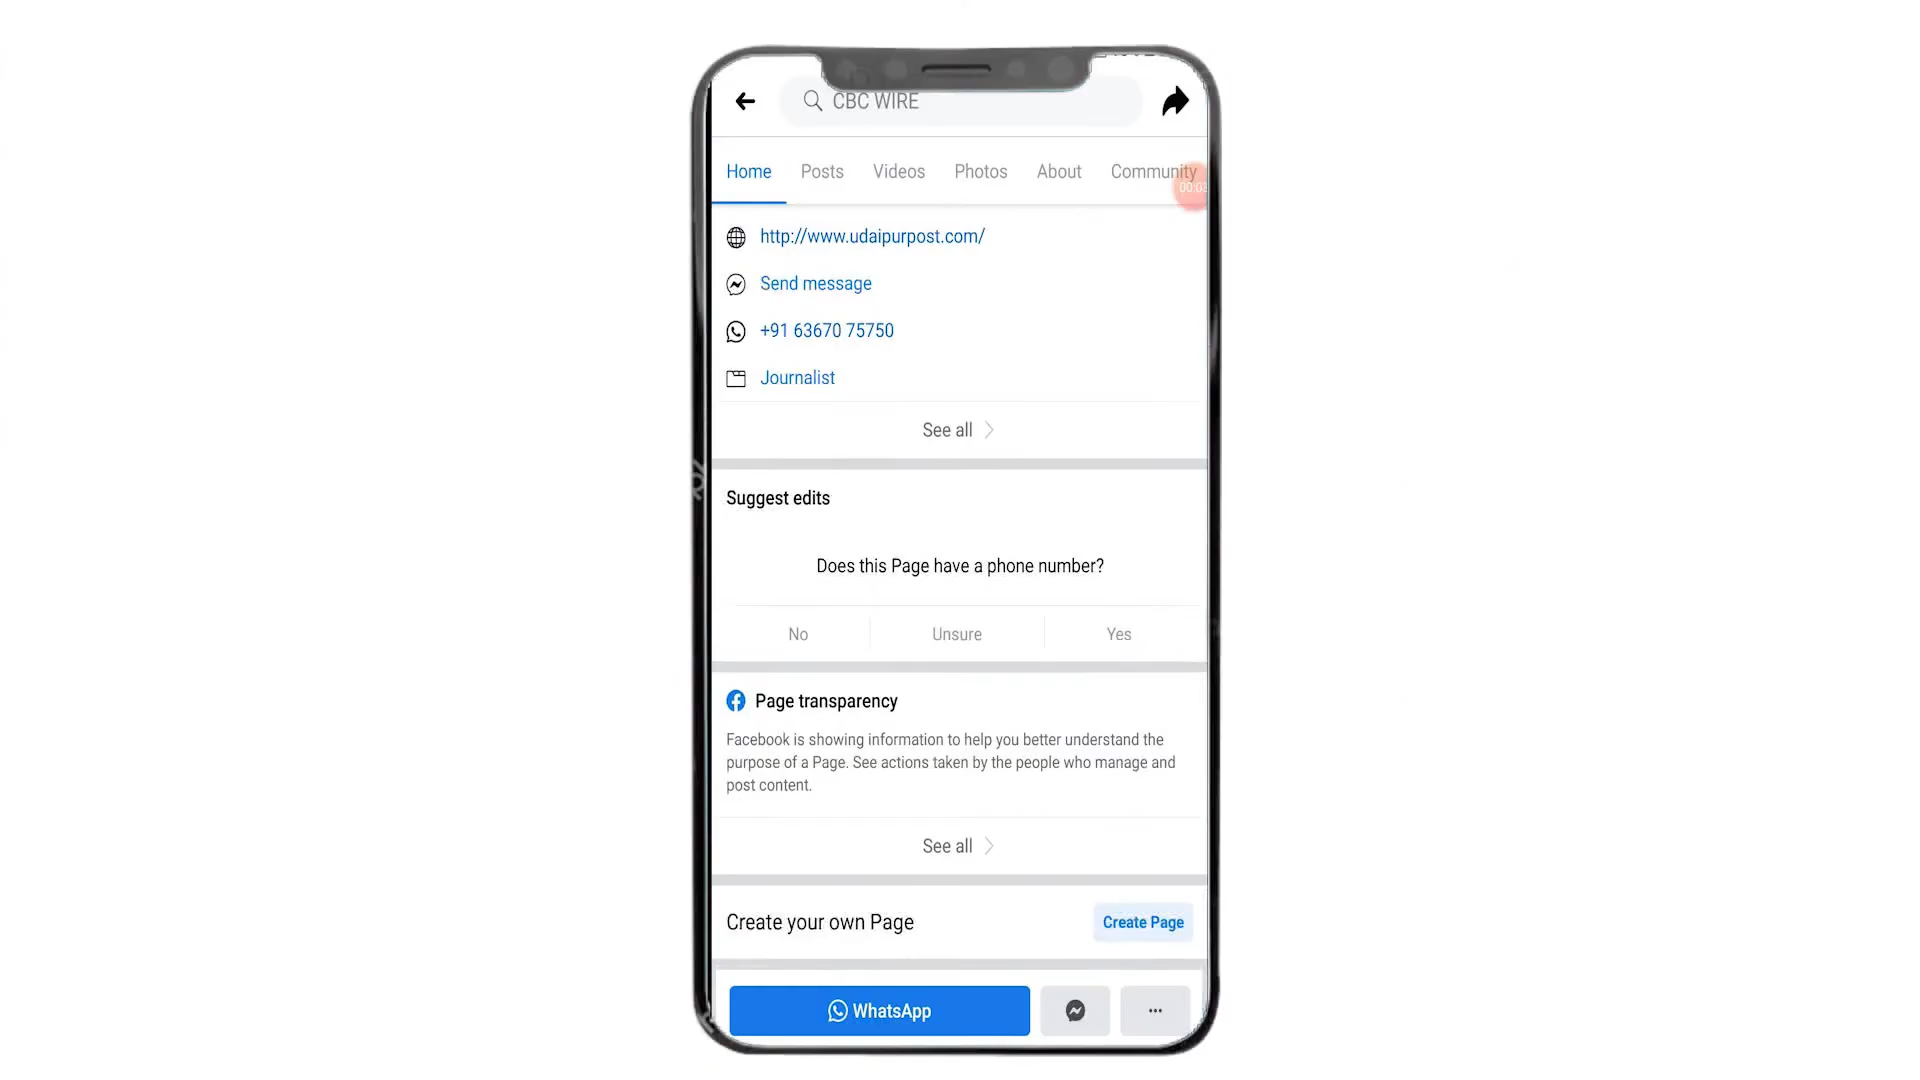 CBC WIRE
Home Posts Videos Photos About Community
http://www.udaipurpost.com/
Send message
+91 63670 75750
Journalist
See all
Suggest edits
Does this Page have a phone number?
No Unsure Yes
Page transparency
Facebook is showing information to help you better understand the
purpose of a Page. See actions taken by the people who manage and
post content.
See all
Create your own Page
Create Page
WhatsApp